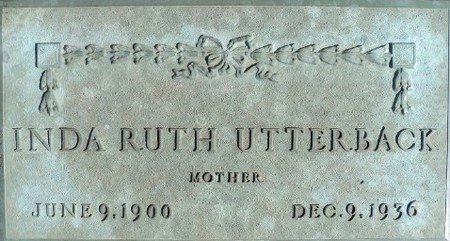 INDA RUTH UTTERBACK
MOTHER
JUNE 9, 1900 DEC. 9, 1936